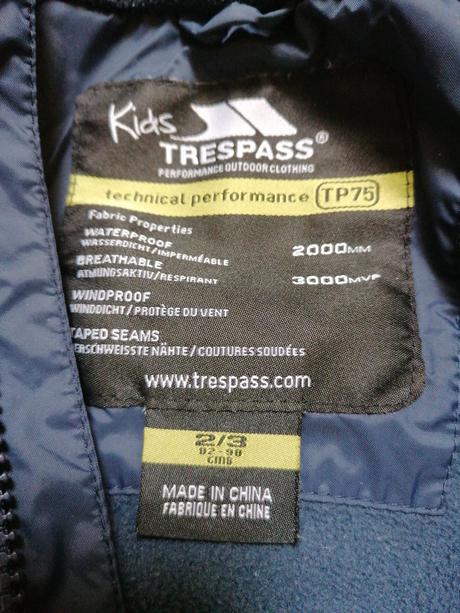 Kids
TRESPASS®
PERFORMANCE OUTDOOR CLOTHING
technical performance TP75
Fabric Properties
WATERPROOF 2000MM
WASSERDICHT/IMPERMÉABLE
BREATHABLE 3000MVP
ATMUNGSAKTIV/RESPIRANT
WINDPROOF
WINDDICHT/PROTÈGE DU VENT
TAPED SEAMS
ERSCHWEISSTE NÄHTE/COUTURES SOUDÉES
www.trespass.com
2/3
92-98
CMS
MADE IN CHINA
FABRIQUE EN CHINE